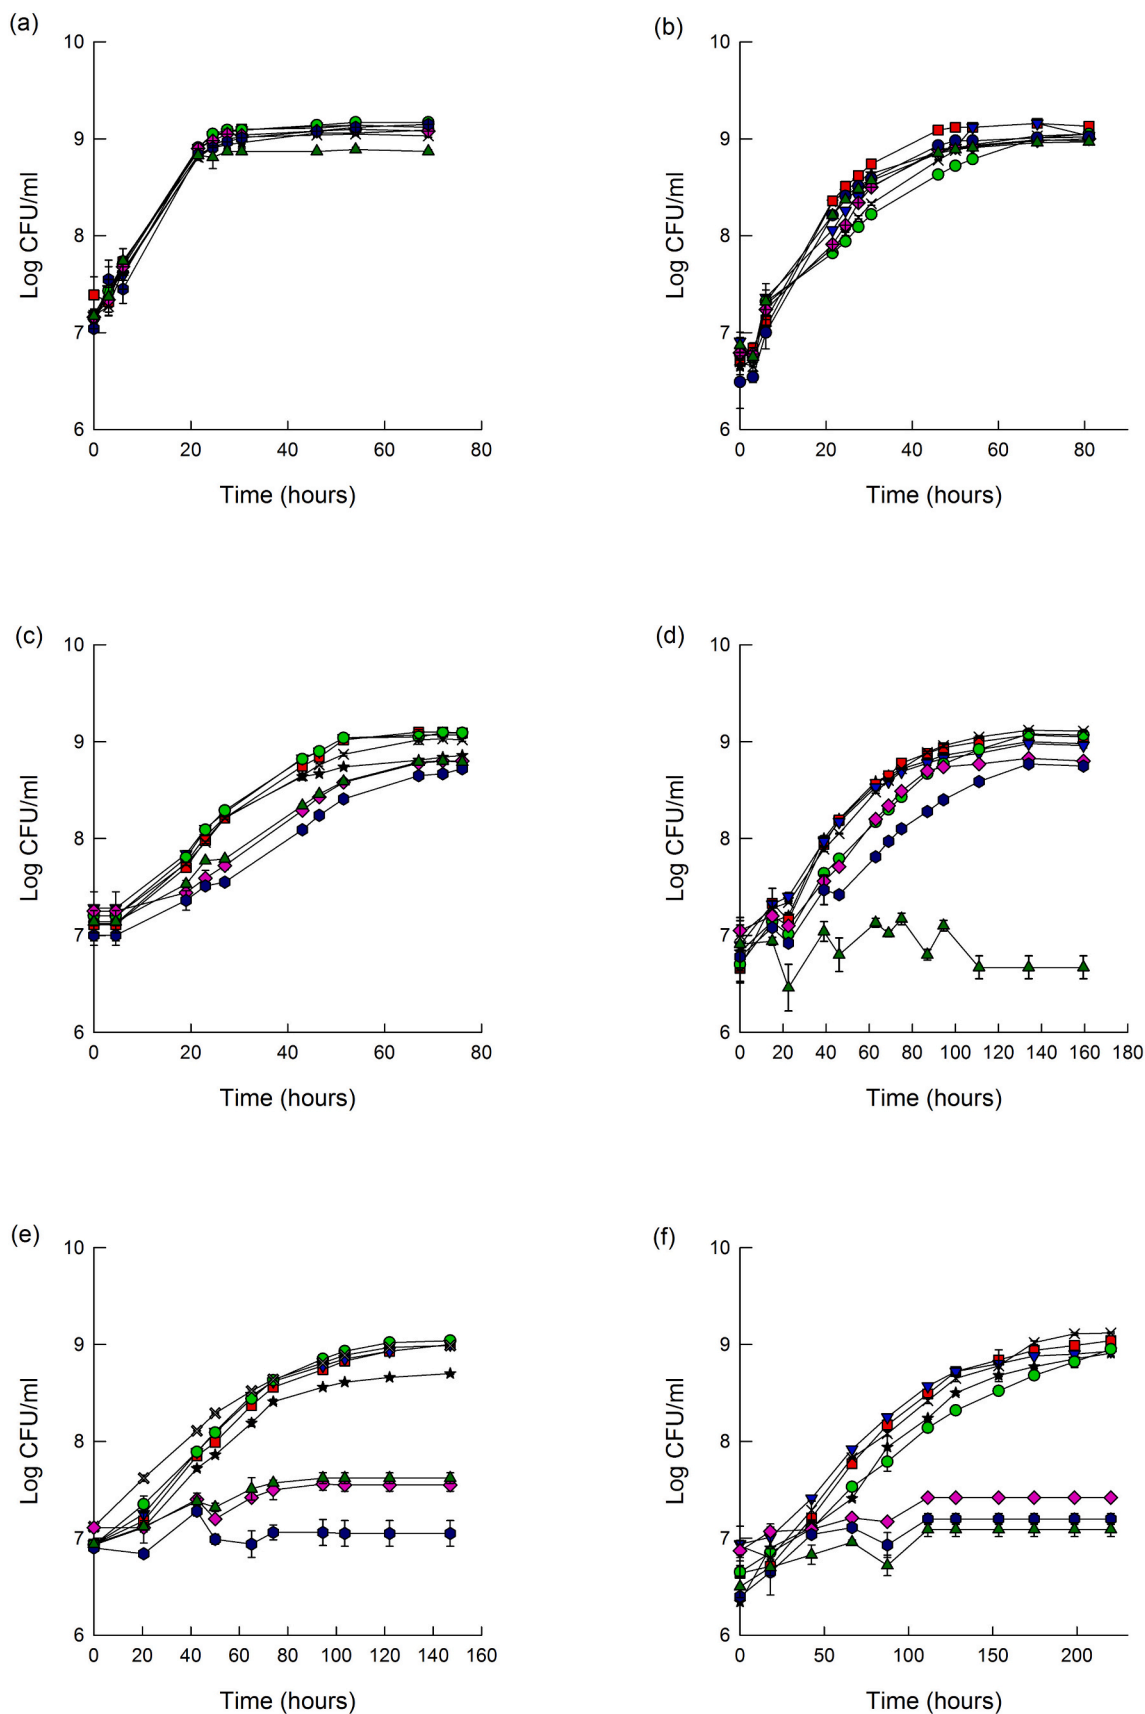 (a)
10
9
8
7
6
Log CFU/ml
0 20 40 60 80
Time (hours)
(b)
10
9
8
7
6
Log CFU/ml
0 20 40 60 80
Time (hours)
(c)
10
9
8
7
6
Log CFU/ml
0 20 40 60 80
Time (hours)
(d)
10
9
8
7
6
Log CFU/ml
0 20 40 60 80 100 120 140 160 180
Time (hours)
(e)
10
9
8
7
6
Log CFU/ml
0 20 40 60 80 100 120 140 160
Time (hours)
(f)
10
9
8
7
6
Log CFU/ml
0 50 100 150 200
Time (hours)